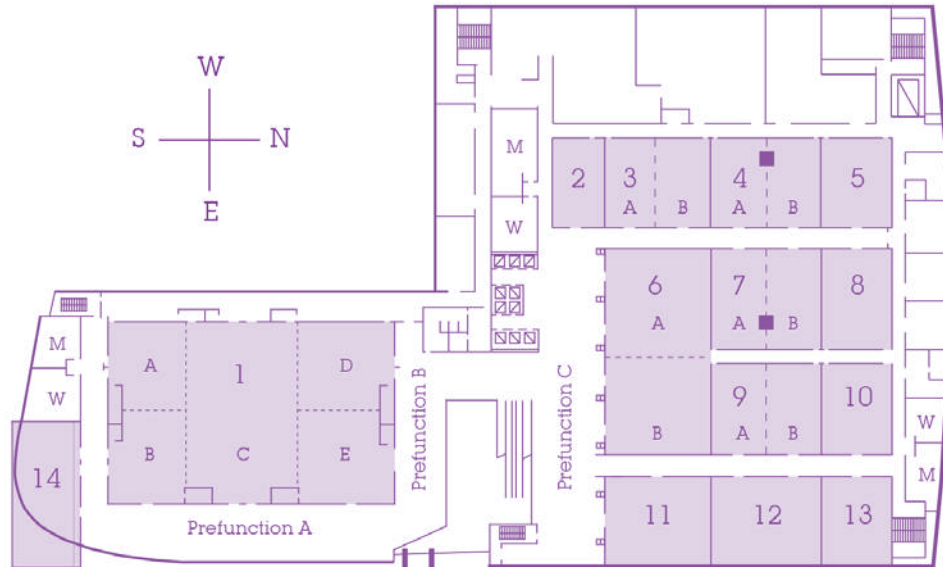 W
S N
E
M
W
2 3 4 5
A B A B
6 7 8
A A B
M
W
A 1 D
B C E
14
Prefunction A
Prefunction B
Prefunction C
9 10
B A B
W
M
11 12 13